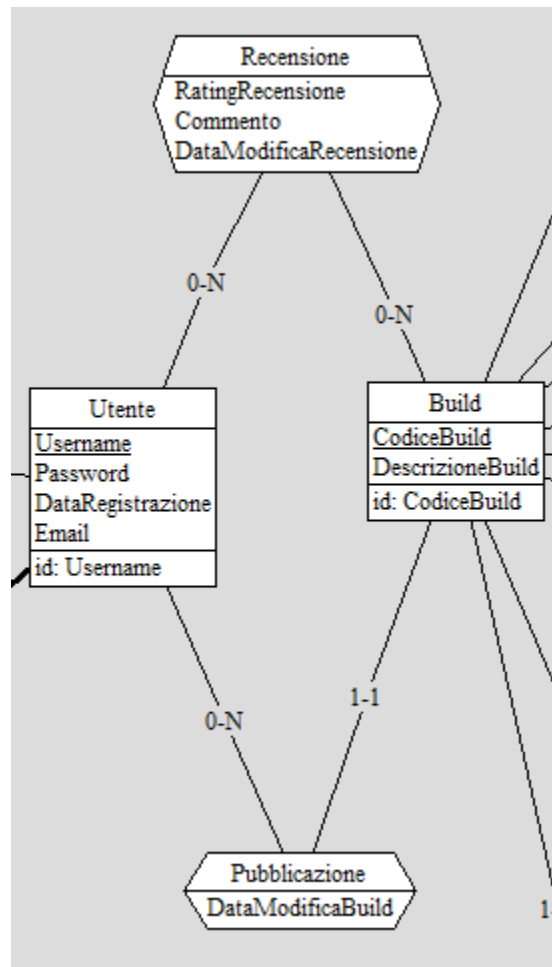 Recensione
RatingRecensione
Commento
DataModificaRecensione
0-N
0-N
Utente
Username
Password
DataRegistrazione
Email
id: Username
Build
CodiceBuild
DescrizioneBuild
id: CodiceBuild
0-N
1-1
Pubblicazione
DataModificaBuild